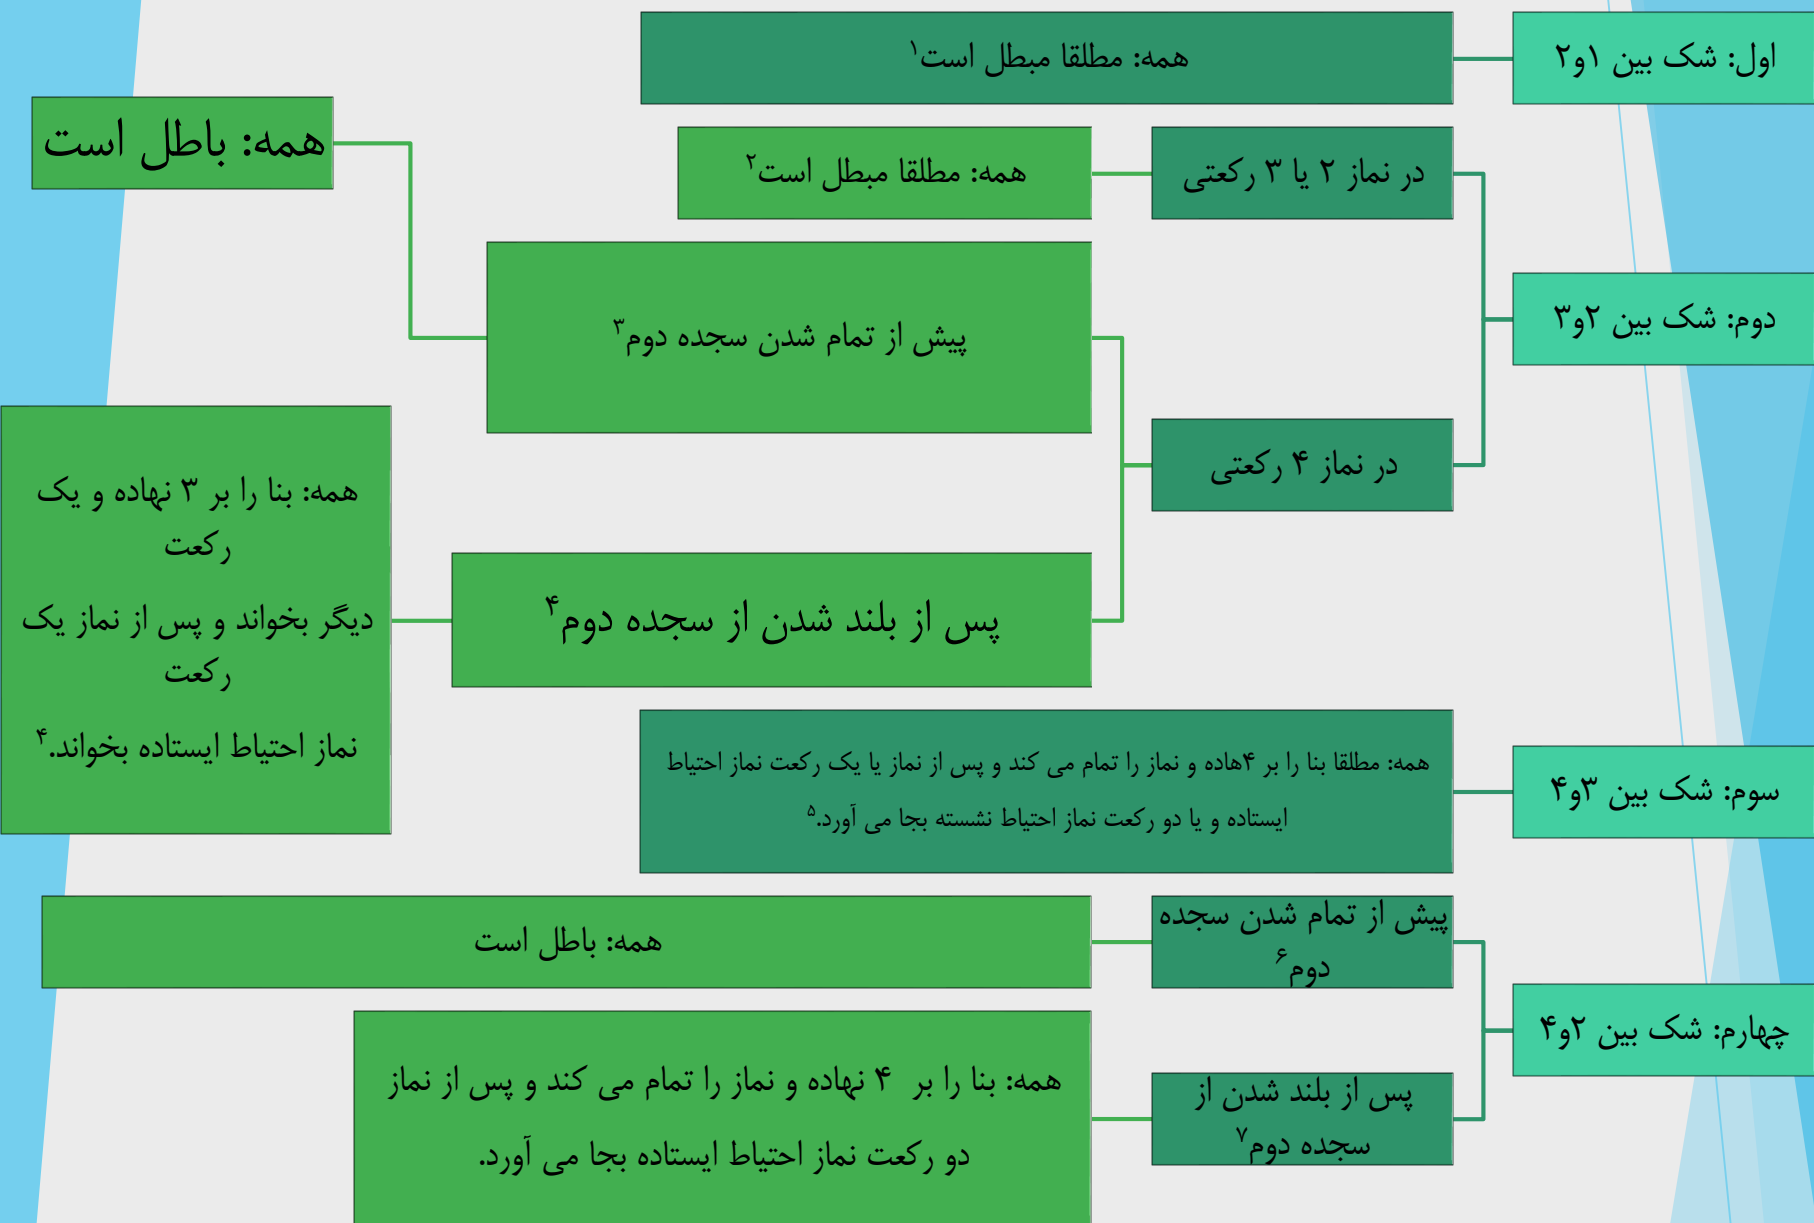 اول: شک بین ۱و۲
همه: مطلقا مبطل است۱
دوم: شک بین ۲و۳
در نماز ۲ یا ۳ رکعتی
همه: مطلقا مبطل است۲
در نماز ۴ رکعتی
پیش از تمام شدن سجده دوم۳
همه: باطل است
پس از بلند شدن از سجده دوم۴
همه: بنا را بر ۳ نهاده و یک
رکعت
دیگر بخواند و پس از نماز یک
رکعت
نماز احتیاط ایستاده بخواند.۴
سوم: شک بین ۳و۴
همه: مطلقا بنا را بر ۴هاده و نماز را تمام می کند و پس از نماز یا یک رکعت نماز احتیاط
ایستاده و یا دو رکعت نماز احتیاط نشسته بجا می آورد.۵
چهارم: شک بین ۲و۴
پیش از تمام شدن سجده
دوم۶
همه: باطل است
پس از بلند شدن از
سجده دوم۷
همه: بنا را بر ۴ نهاده و نماز را تمام می کند و پس از نماز
دو رکعت نماز احتیاط ایستاده بجا می آورد.